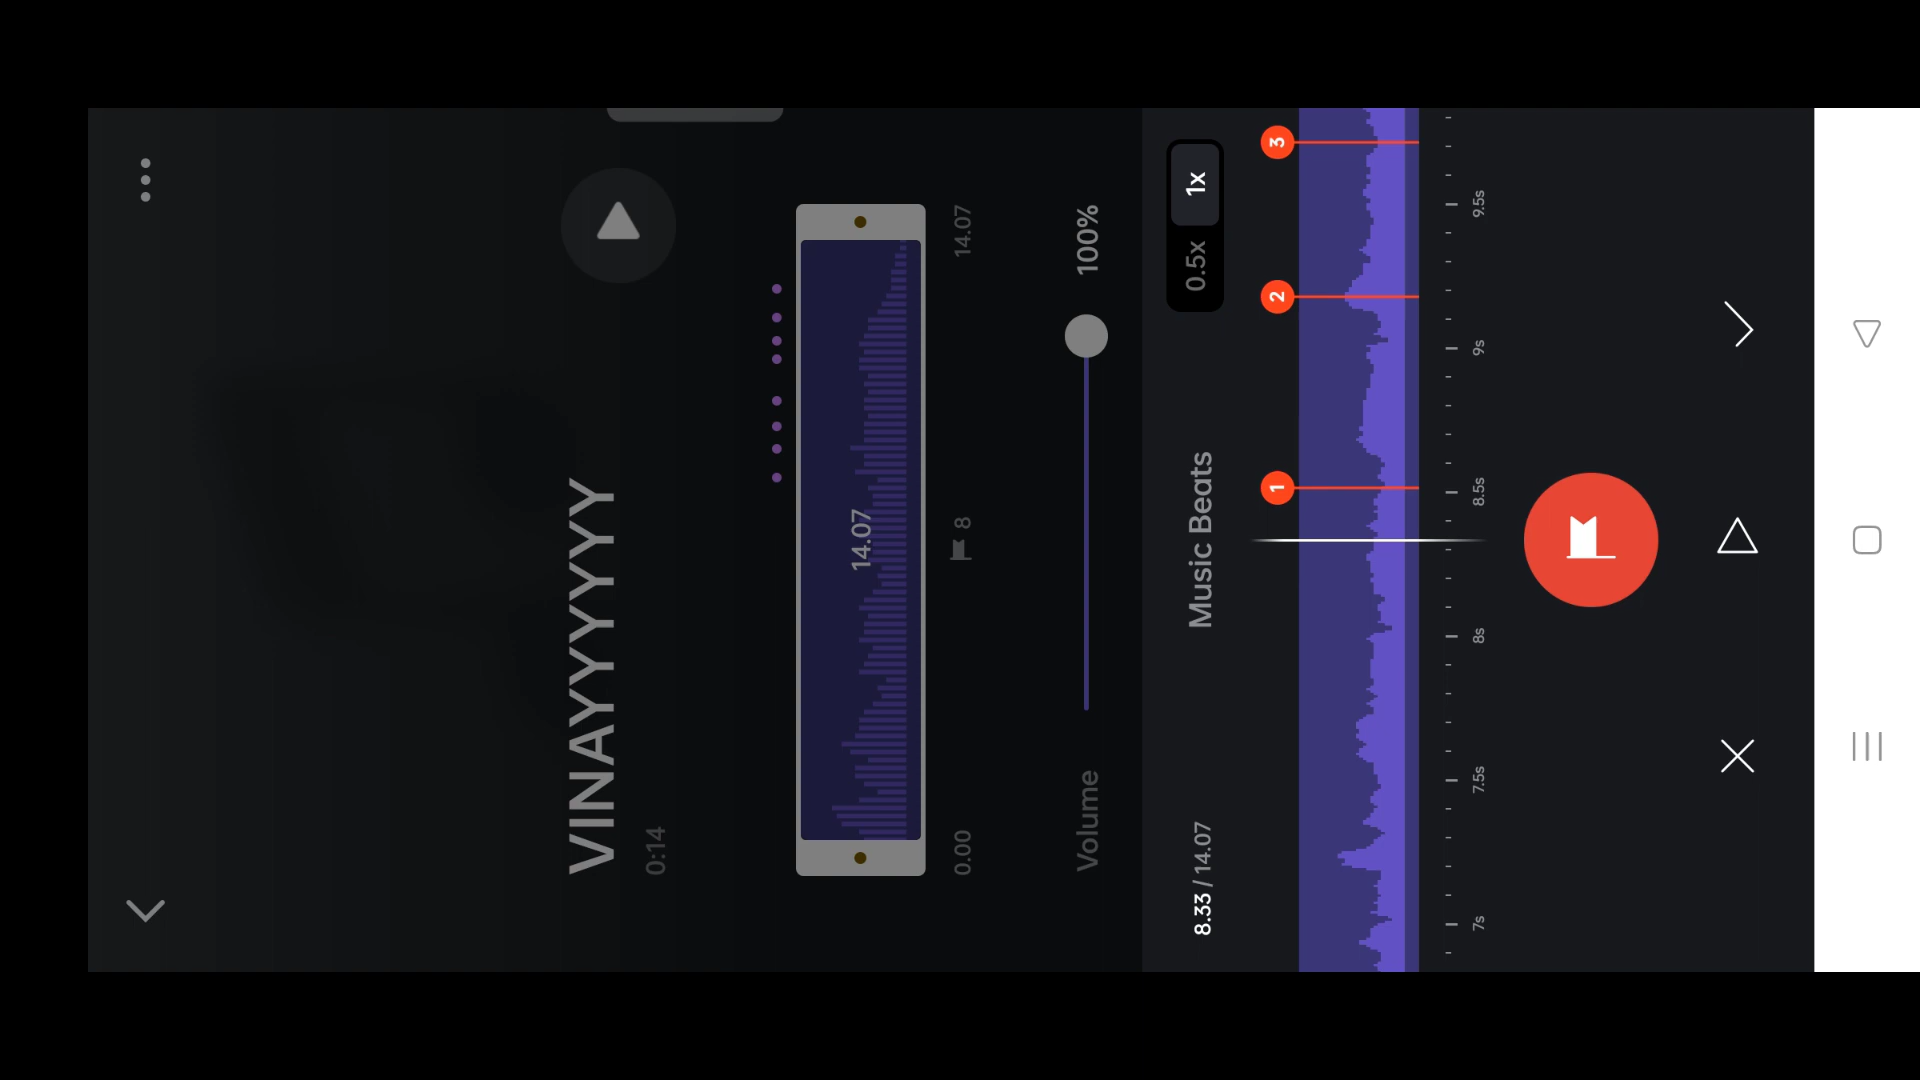 VINAYYYYYY
0:14
14.07
0.00
8
14.07
Volume
100%
8.33 / 14.07
Music Beats
0.5x
1x
1
2
3
7s
7.5s
8s
8.5s
9s
9.5s